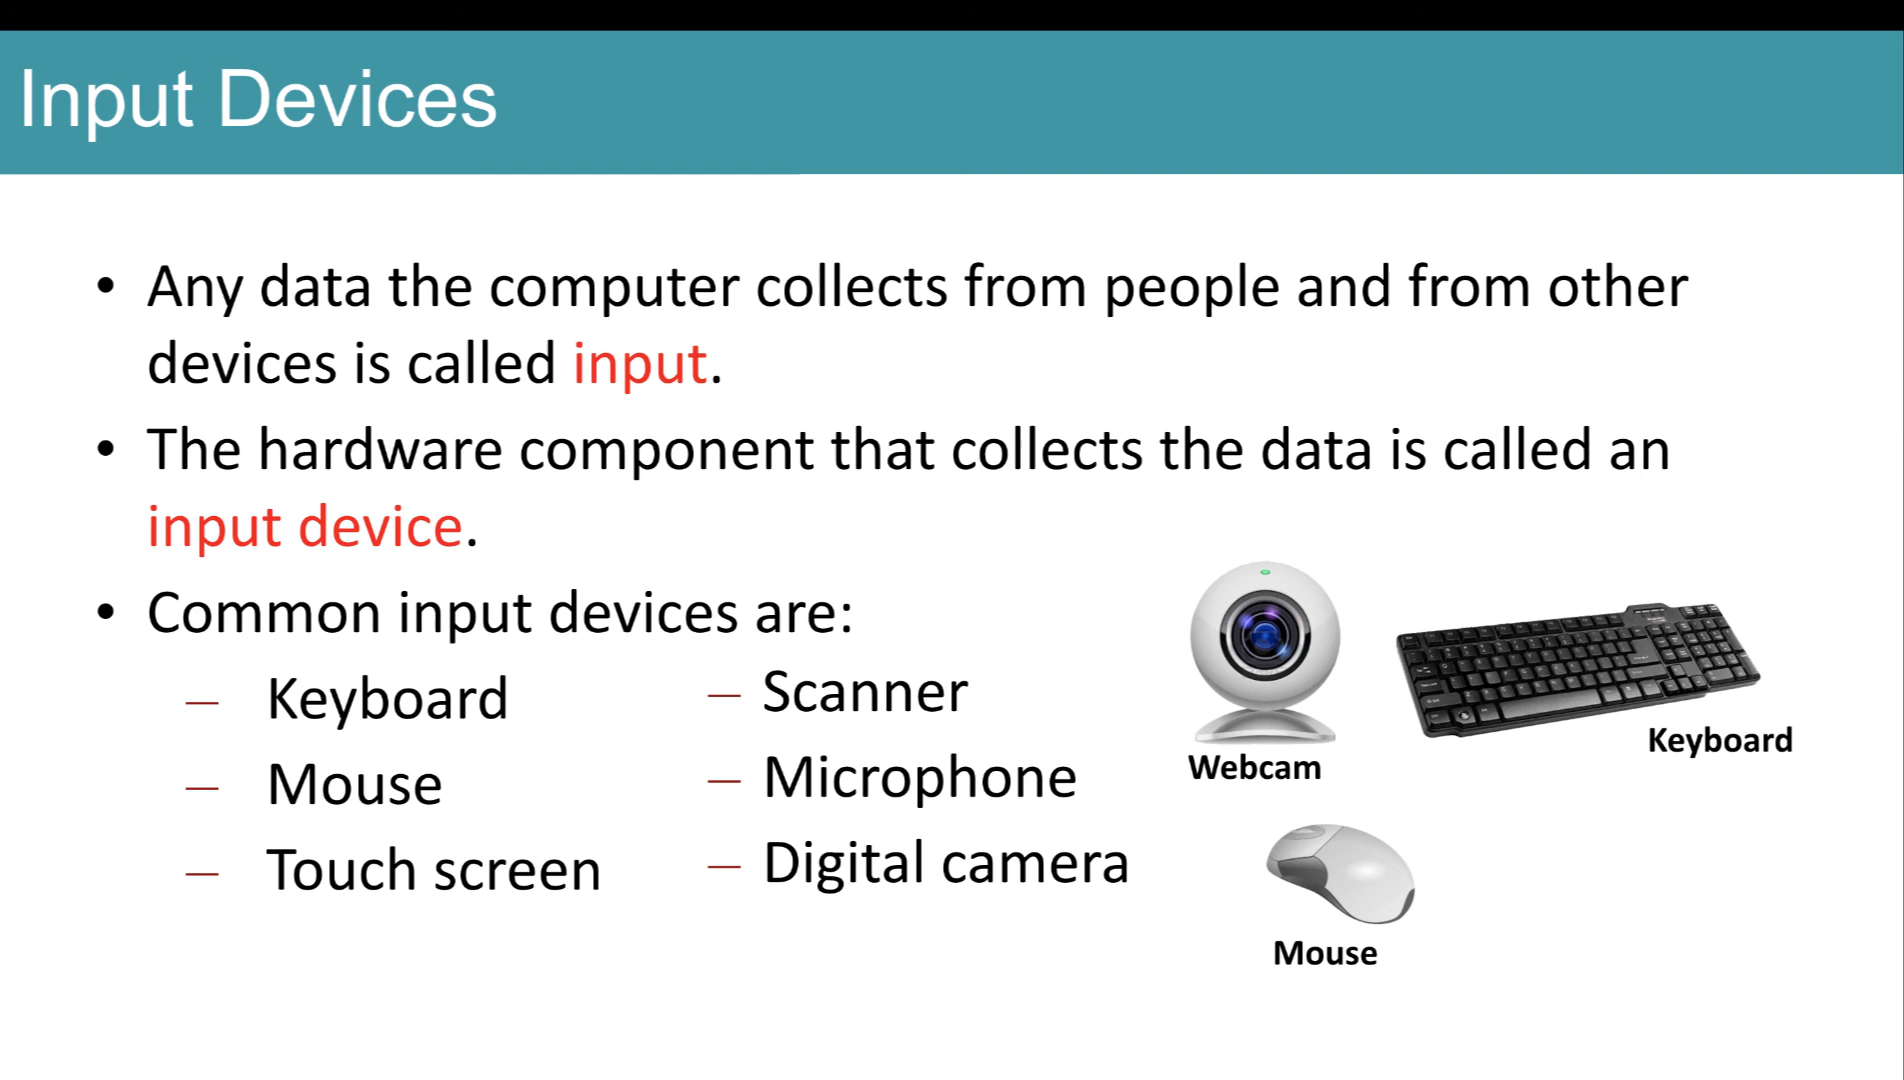 Input Devices
• Any data the computer collects from people and from other
devices is called input.
• The hardware component that collects the data is called an
input device.
• Common input devices are:
– Keyboard
– Mouse
– Touch screen
– Scanner
– Microphone
– Digital camera
Webcam
Keyboard
Mouse